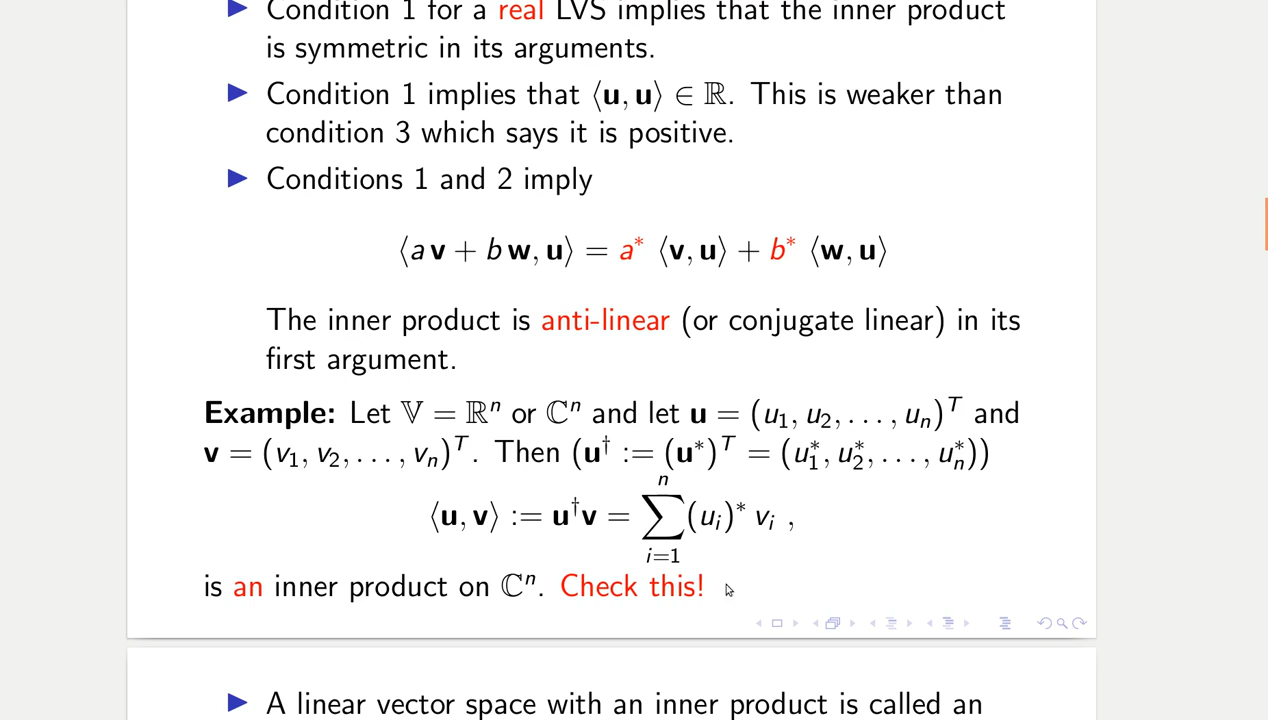 ▶ Condition 1 for a real LVS implies that the inner product
is symmetric in its arguments.
▶ Condition 1 implies that ⟨u, u⟩ ∈ ℝ. This is weaker than
condition 3 which says it is positive.
▶ Conditions 1 and 2 imply
⟨a v + b w, u⟩ = a* ⟨v, u⟩ + b* ⟨w, u⟩
The inner product is anti-linear (or conjugate linear) in its
first argument.
Example: Let 𝕍 = ℝⁿ or ℂⁿ and let u = (u₁, u₂, . . . , uₙ)ᵀ and
v = (v₁, v₂, . . . , vₙ)ᵀ. Then (u† := (u*)ᵀ = (u₁*, u₂*, . . . , uₙ*))
⟨u, v⟩ := u†v = ∑ᵢ₌₁ⁿ (uᵢ)* vᵢ ,
is an inner product on ℂⁿ. Check this!
▶ A linear vector space with an inner product is called an